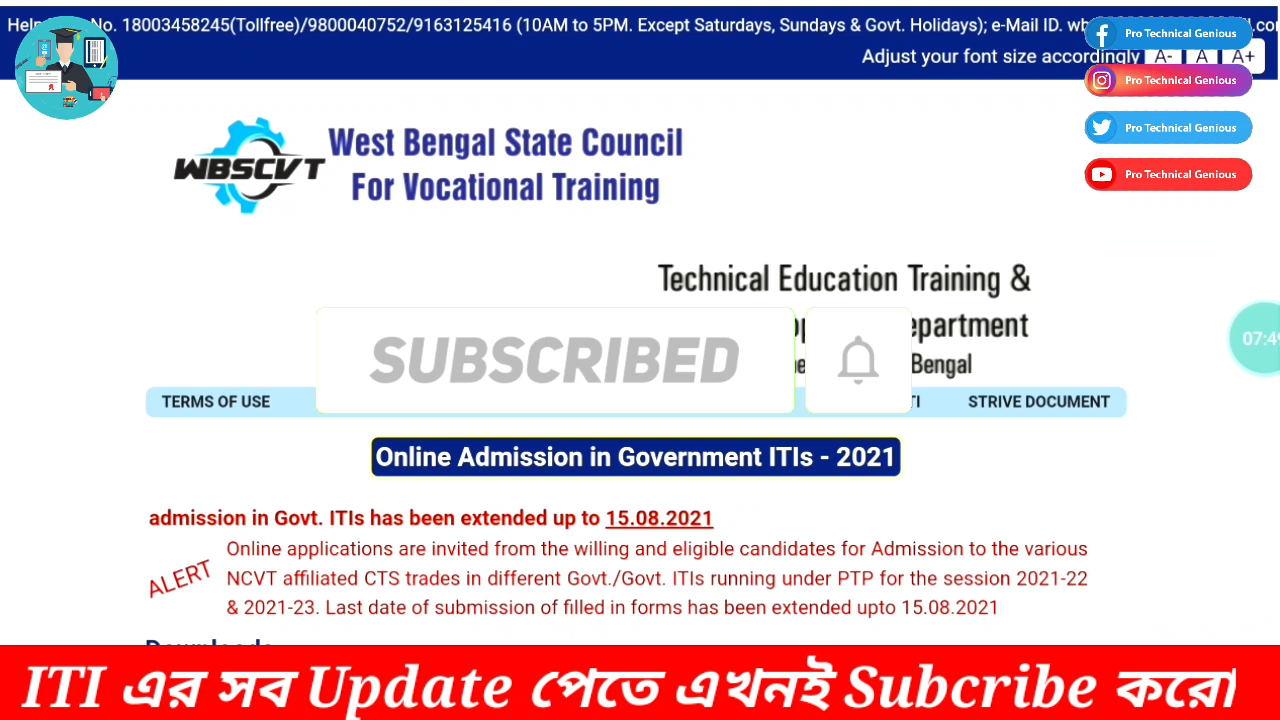 No. 18003458245(Tollfree)/9800040752/9163125416 (10AM to 5PM. Except Saturdays, Sundays & Govt. Holidays); e-Mail ID.
Adjust your font size accordingly A- A A+
Pro Technical Genious
Pro Technical Genious
Pro Technical Genious
Pro Technical Genious
WBSCVT
West Bengal State Council
For Vocational Training
Technical Education Training &
Bengal
SUBSCRIBED
07:4
TERMS OF USE
STRIVE DOCUMENT
Online Admission in Government ITIs - 2021
admission in Govt. ITIs has been extended up to 15.08.2021
ALERT
Online applications are invited from the willing and eligible candidates for Admission to the various
NCVT affiliated CTS trades in different Govt./Govt. ITIs running under PTP for the session 2021-22
& 2021-23. Last date of submission of filled in forms has been extended upto 15.08.2021
ITI এর সব Update পেতে এখনই Subcribe করো